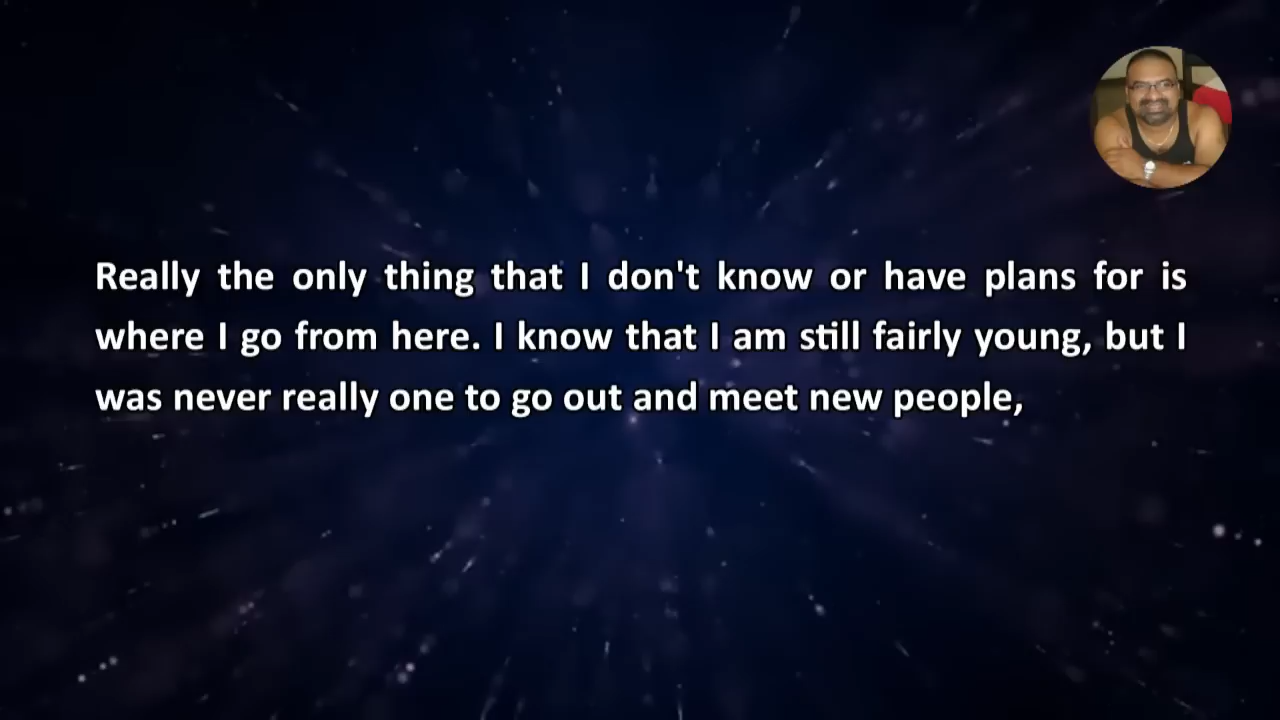 Really the only thing that I don't know or have plans for is
where I go from here. I know that I am still fairly young, but I
was never really one to go out and meet new people,